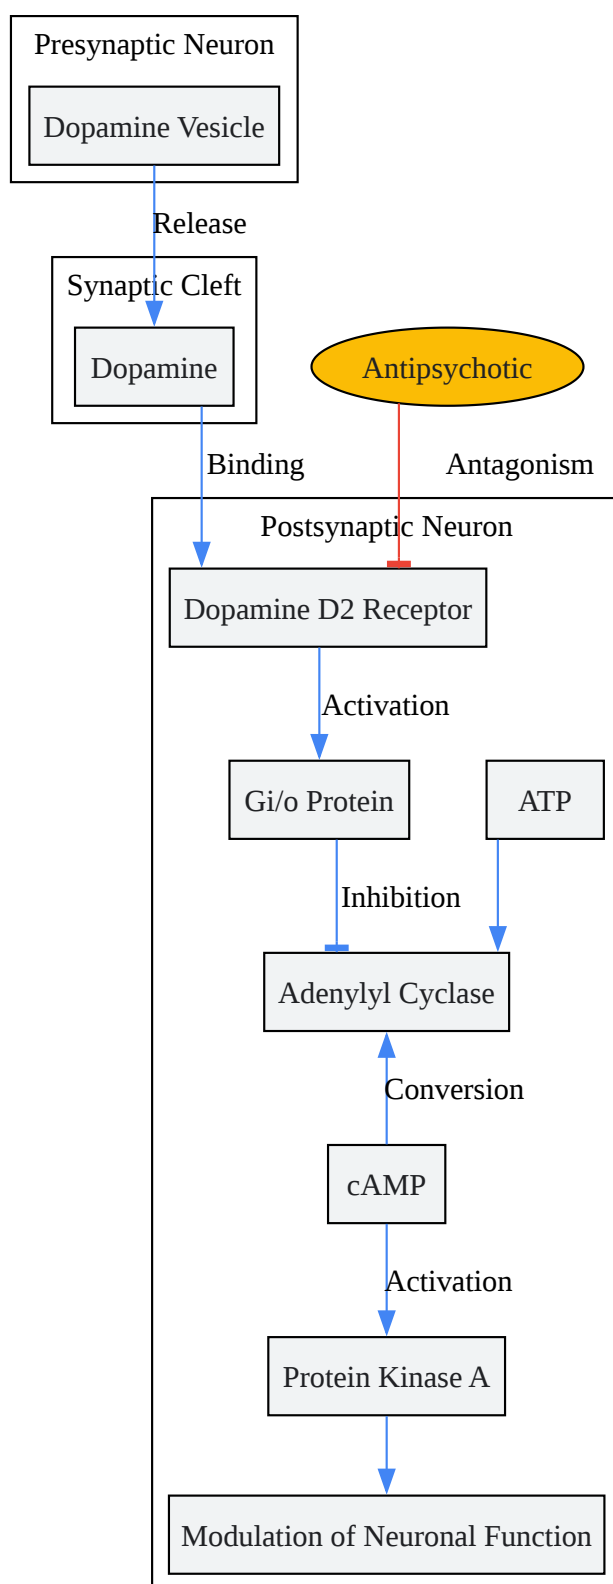 Presynaptic Neuron
Dopamine Vesicle
Release
Synaptic Cleft
Dopamine
Antipsychotic
Binding
Antagonism
Postsynaptic Neuron
Dopamine D2 Receptor
Activation
Gi/o Protein
ATP
Inhibition
Adenylyl Cyclase
Conversion
cAMP
Activation
Protein Kinase A
Modulation of Neuronal Function